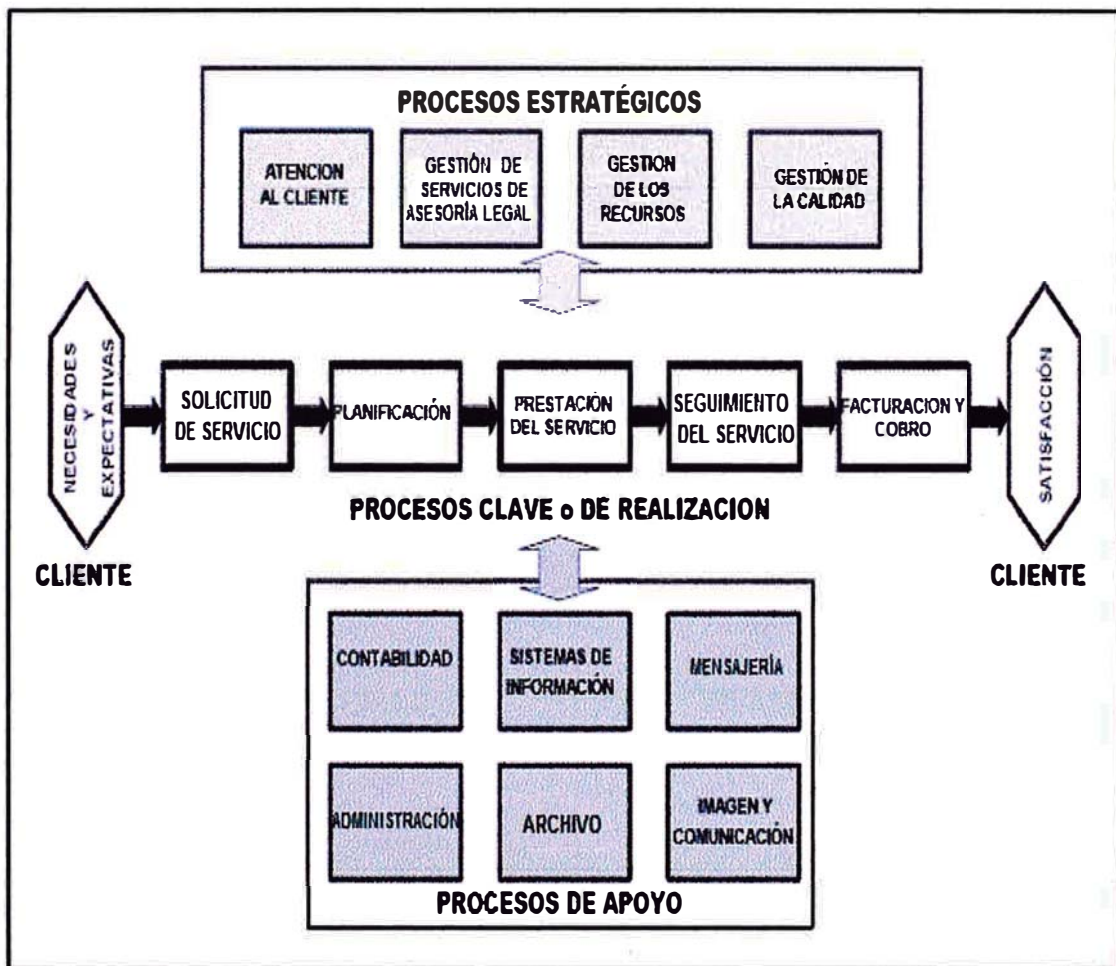 PROCESOS ESTRATÉGICOS
ATENCION
AL CLIENTE
GESTIÓN DE
SERVICIOS DE
ASESORÍA LEGAL
GESTION
DE LOS
RECURSOS
GESTIÓN DE
LA CALIDAD
NECESIDADES
Y
EXPECTATIVAS
CLIENTE
SOLICITUD
DE SERVICIO
PLANIFICACIÓN
PRESTACIÓN
DEL SERVICIO
SEGUIMIENTO
DEL SERVICIO
FACTURACION Y
COBRO
SATISFACCIÓN
CLIENTE
PROCESOS CLAVE o DE REALIZACION
CONTABILIDAD
SISTEMAS DE
INFORMACIÓN
MENSAJERÍA
ADMINISTRACIÓN
ARCHIVO
IMAGEN Y
COMUNICACIÓN
PROCESOS DE APOYO